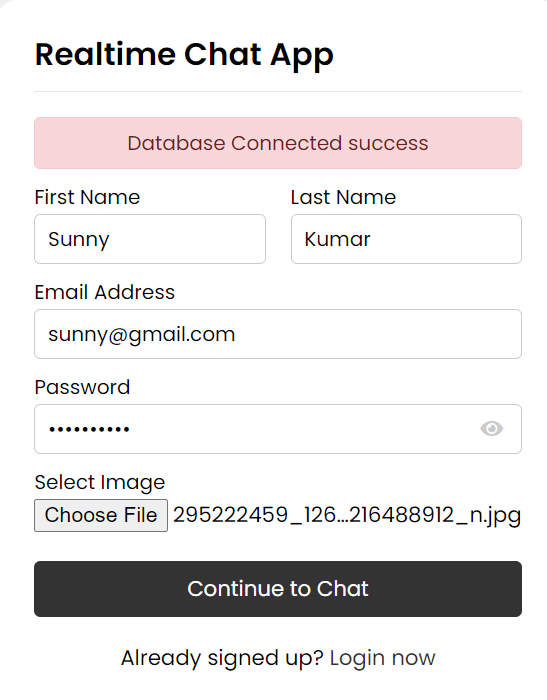 Realtime Chat App
Database Connected success
First Name Last Name
Sunny Kumar
Email Address
sunny@gmail.com
Password
••••••••••
Select Image
Choose File 295222459_126...216488912_n.jpg
Continue to Chat
Already signed up? Login now